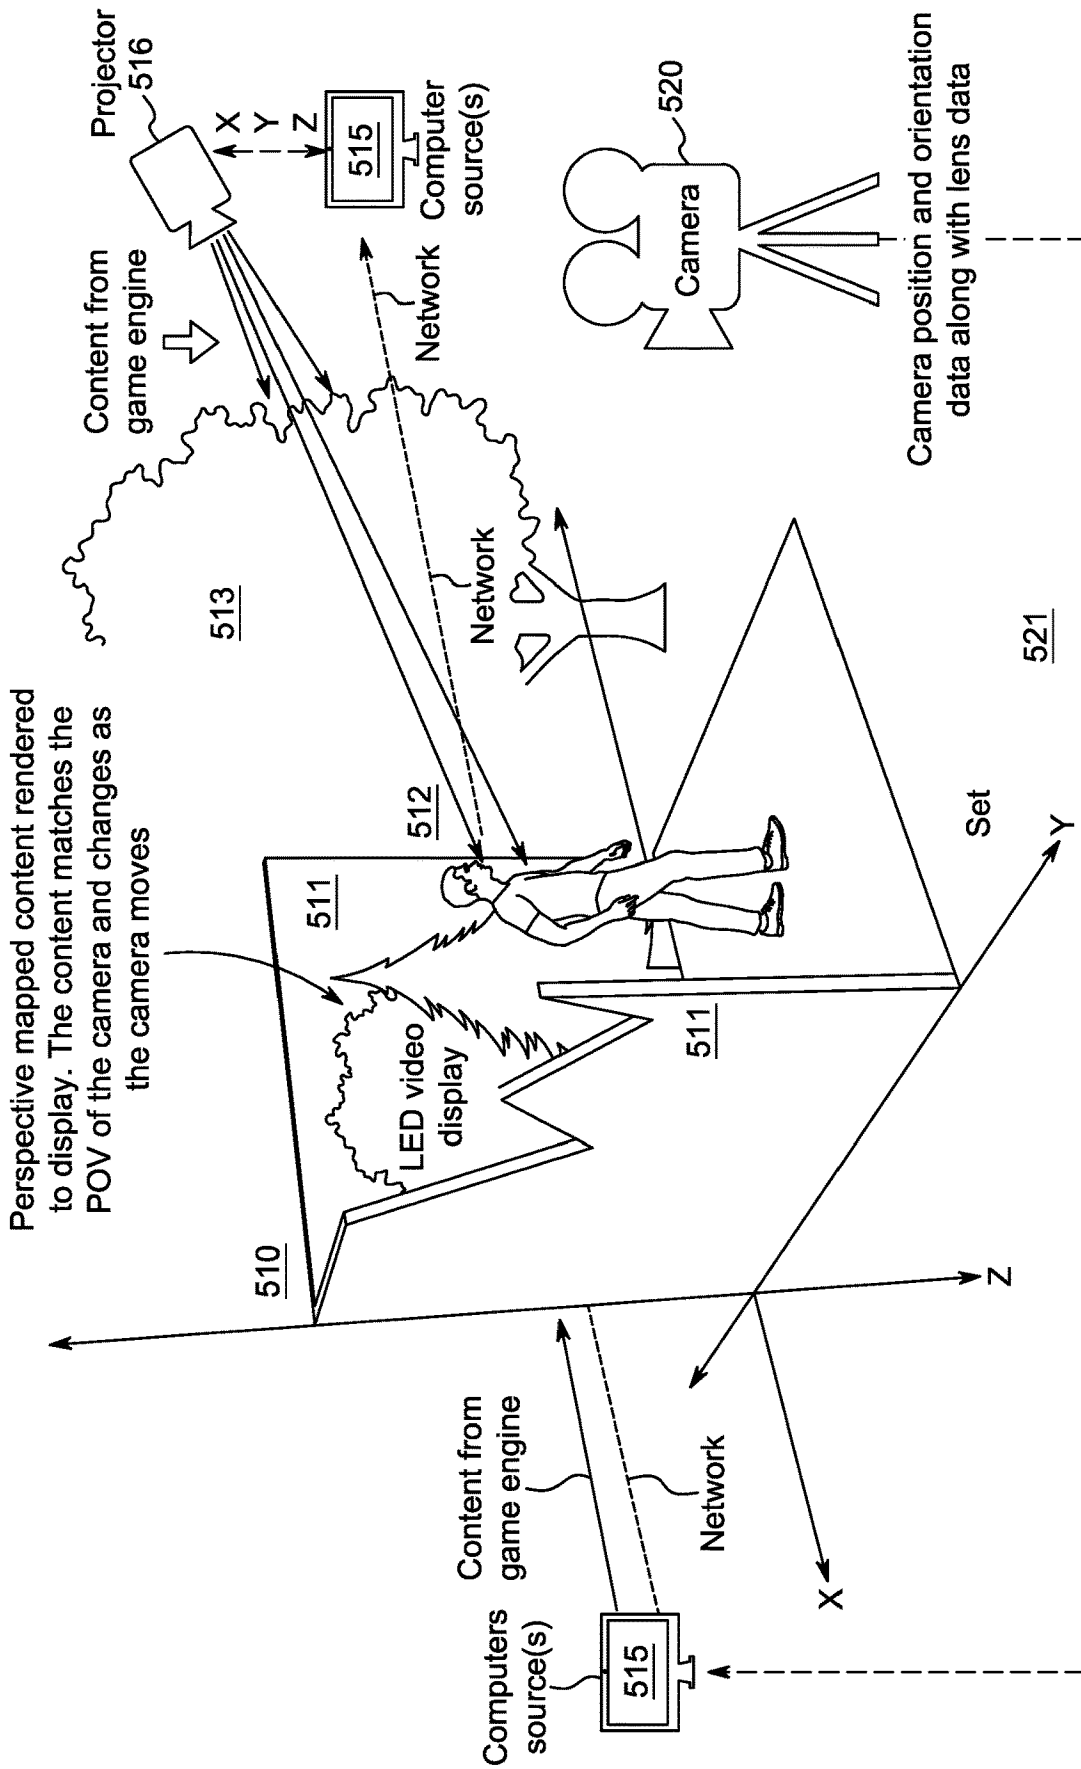 Perspective mapped content rendered
to display. The content matches the
POV of the camera and changes as
the camera moves
510
511
LED video
display
511
512
513
Content from
game engine
Projector
516
X
Y
Z
515
Computer
source(s)
Network
Network
Camera
520
Camera position and orientation
data along with lens data
Computers
source(s)
515
Content from
game engine
Network
X
Z
Y
Set
521